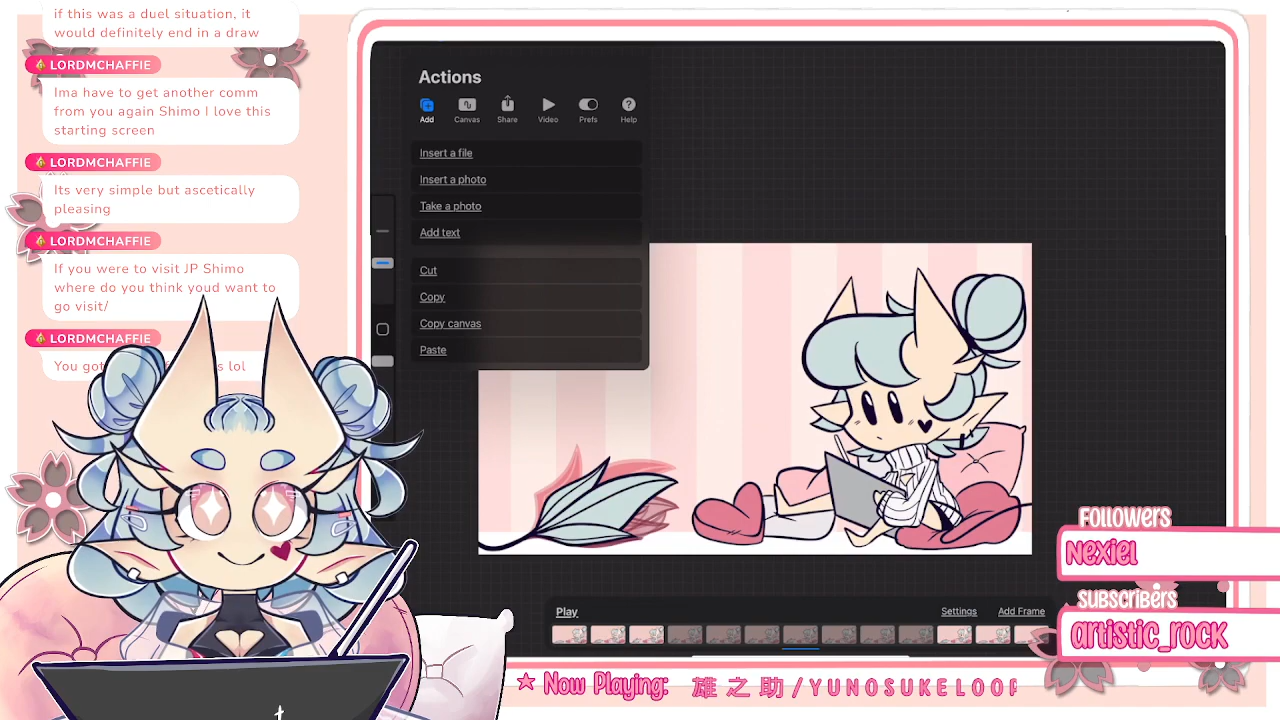 if this was a duel situation, it
would definitely end in a draw
LORDMCHAFFIE
Ima have to get another comm
from you again Shimo I love this
starting screen
LORDMCHAFFIE
Its very simple but ascetically
pleasing
LORDMCHAFFIE
If you were to visit JP Shimo
where do you think youd want to
go visit/
LORDMCHAFFIE
You got
s lol
Actions
Add
Canvas
Share
Video
Prefs
Help
Insert a file
Insert a photo
Take a photo
Add text
Cut
Copy
Copy canvas
Paste
Play
Settings
Add Frame
Followers
Nexiel
Subscribers
artistic_rock
★ Now Playing:
雄之助/YUNOSUKELOOP